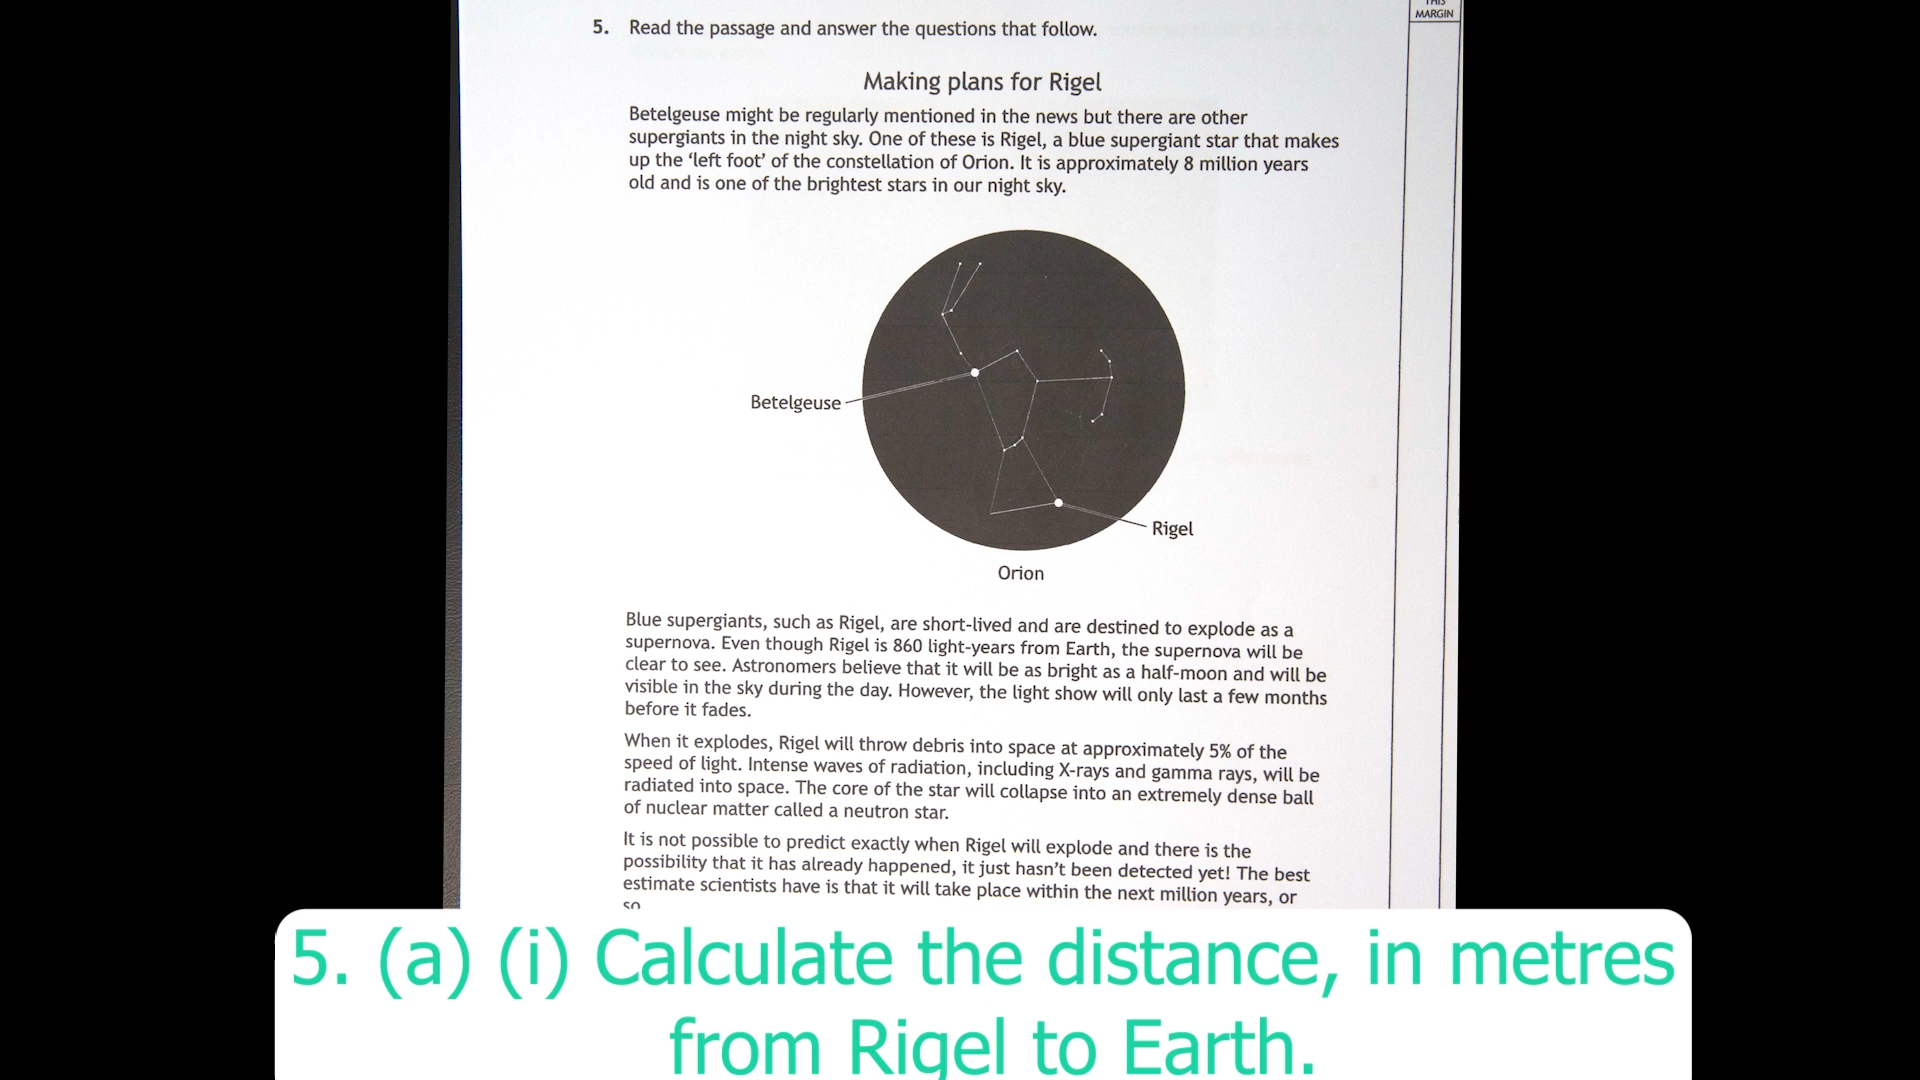 THIS
MARGIN
5. Read the passage and answer the questions that follow.
Making plans for Rigel
Betelgeuse might be regularly mentioned in the news but there are other
supergiants in the night sky. One of these is Rigel, a blue supergiant star that makes
up the ‘left foot’ of the constellation of Orion. It is approximately 8 million years
old and is one of the brightest stars in our night sky.
Betelgeuse
Rigel
Orion
Blue supergiants, such as Rigel, are short-lived and are destined to explode as a
supernova. Even though Rigel is 860 light-years from Earth, the supernova will be
clear to see. Astronomers believe that it will be as bright as a half-moon and will be
visible in the sky during the day. However, the light show will only last a few months
before it fades.
When it explodes, Rigel will throw debris into space at approximately 5% of the
speed of light. Intense waves of radiation, including X-rays and gamma rays, will be
radiated into space. The core of the star will collapse into an extremely dense ball
of nuclear matter called a neutron star.
It is not possible to predict exactly when Rigel will explode and there is the
possibility that it has already happened, it just hasn’t been detected yet! The best
estimate scientists have is that it will take place within the next million years, or
so
5. (a) (i) Calculate the distance, in metres
from Rigel to Earth.